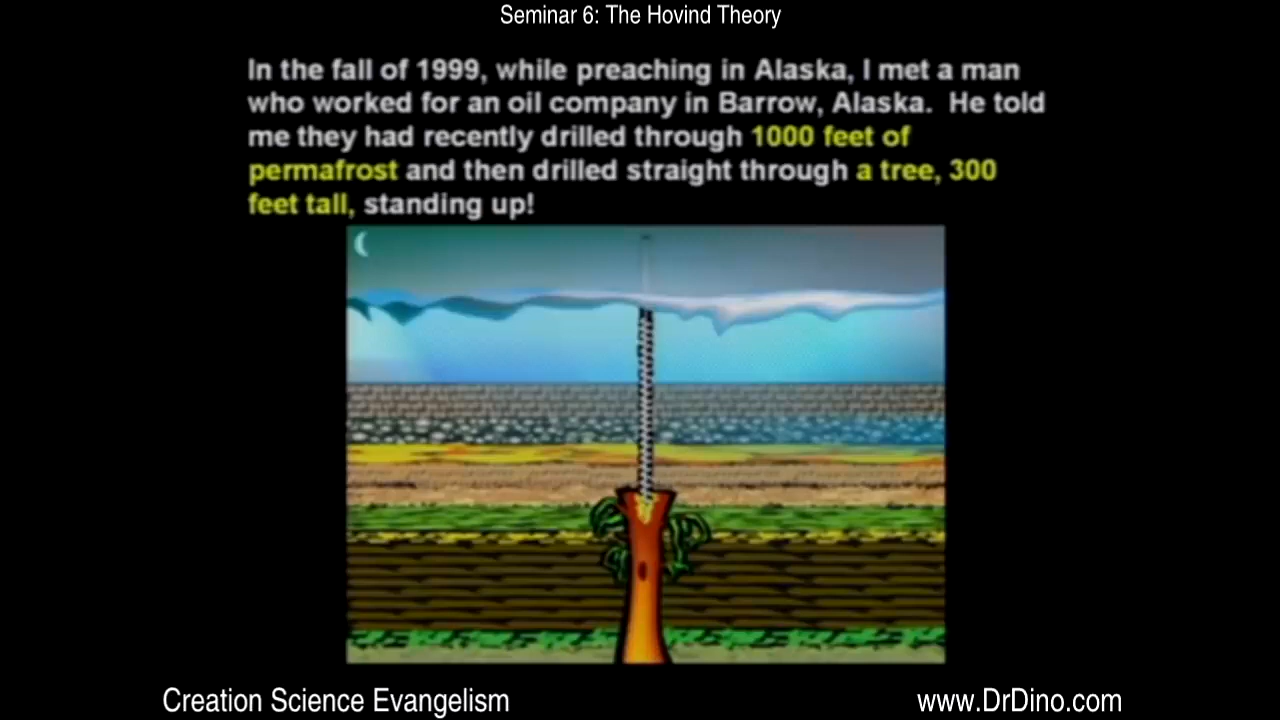 Seminar 6: The Hovind Theory
In the fall of 1999, while preaching in Alaska, I met a man
who worked for an oil company in Barrow, Alaska.  He told
me they had recently drilled through 1000 feet of
permafrost and then drilled straight through a tree, 300
feet tall, standing up!
Creation Science Evangelism
www.DrDino.com